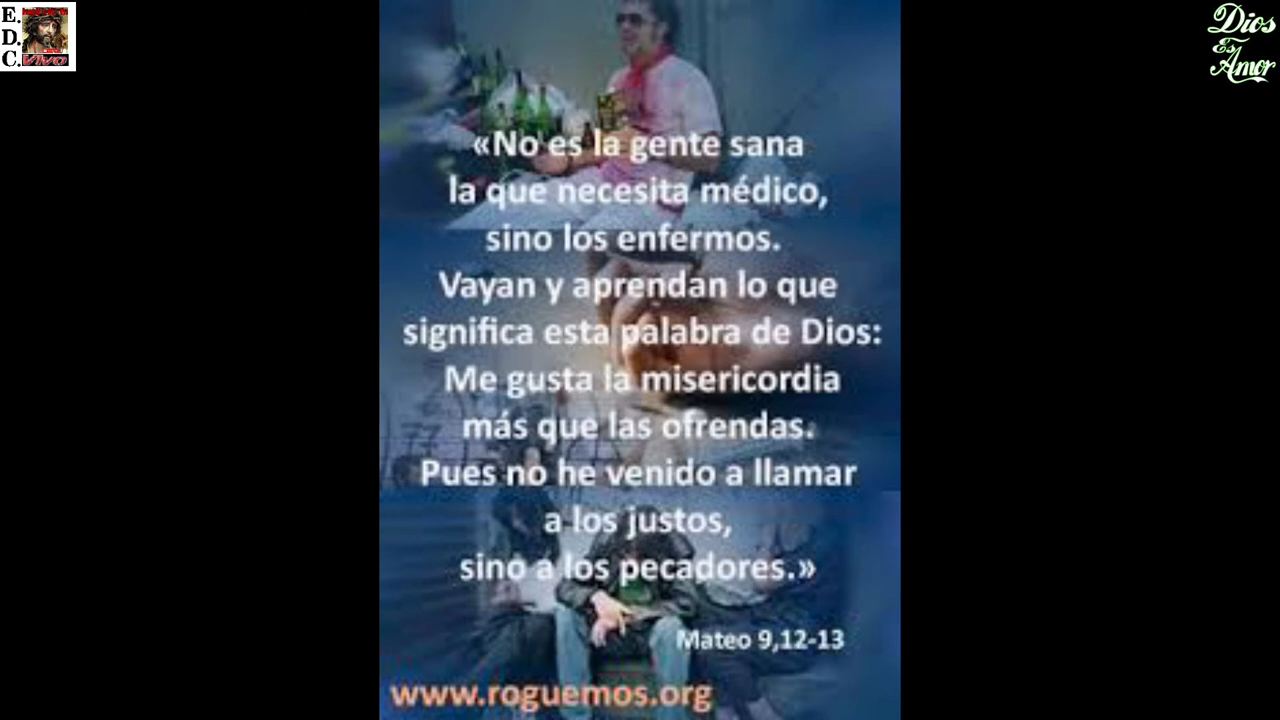 E.
D.
C. VIVO
Dios
Es
Amor
«No es la gente sana
la que necesita médico,
sino los enfermos.
Vayan y aprendan lo que
significa esta palabra de Dios:
Me gusta la misericordia
más que las ofrendas.
Pues no he venido a llamar
a los justos,
sino a los pecadores.»
Mateo 9,12-13
www.roguemos.org